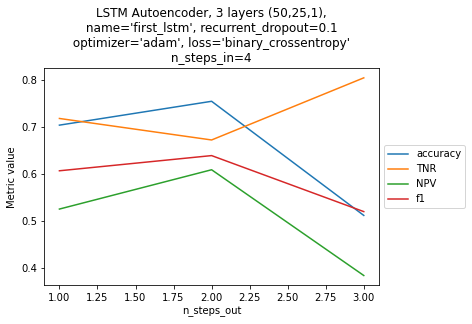 LSTM Autoencoder, 3 layers (50,25,1),
name='first_lstm', recurrent_dropout=0.1
optimizer='adam', loss='binary_crossentropy'
n_steps_in=4
0.8
0.7
0.6
0.5
0.4
Metric value
1.00 1.25 1.50 1.75 2.00 2.25 2.50 2.75 3.00
n_steps_out
accuracy
TNR
NPV
f1